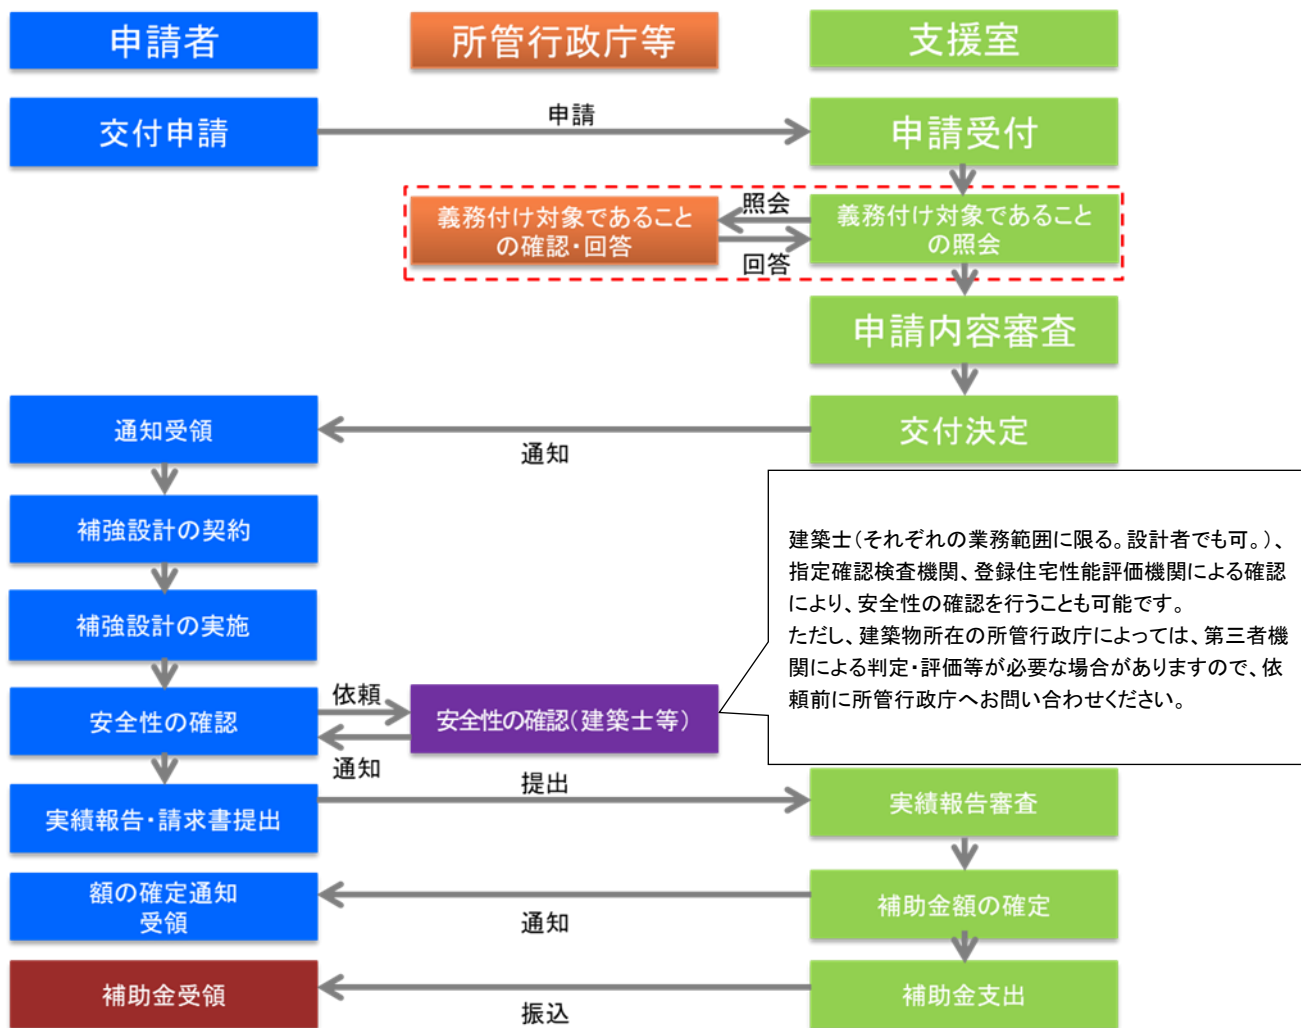 申請者
所管行政庁等
支援室
交付申請
申請
申請受付
義務付け対象であること
の確認・回答
照会
回答
義務付け対象であること
の照会
申請内容審査
通知受領
通知
交付決定
補強設計の契約
補強設計の実施
建築士(それぞれの業務範囲に限る。設計者でも可。)、
指定確認検査機関、登録住宅性能評価機関による確認
により、安全性の確認を行うことも可能です。
ただし、建築物所在の所管行政庁によっては、第三者機
関による判定・評価等が必要な場合がありますので、依
頼前に所管行政庁へお問い合わせください。
安全性の確認
依頼
通知
安全性の確認(建築士等)
実績報告・請求書提出
提出
実績報告審査
額の確定通知
受領
通知
補助金額の確定
補助金受領
振込
補助金支出